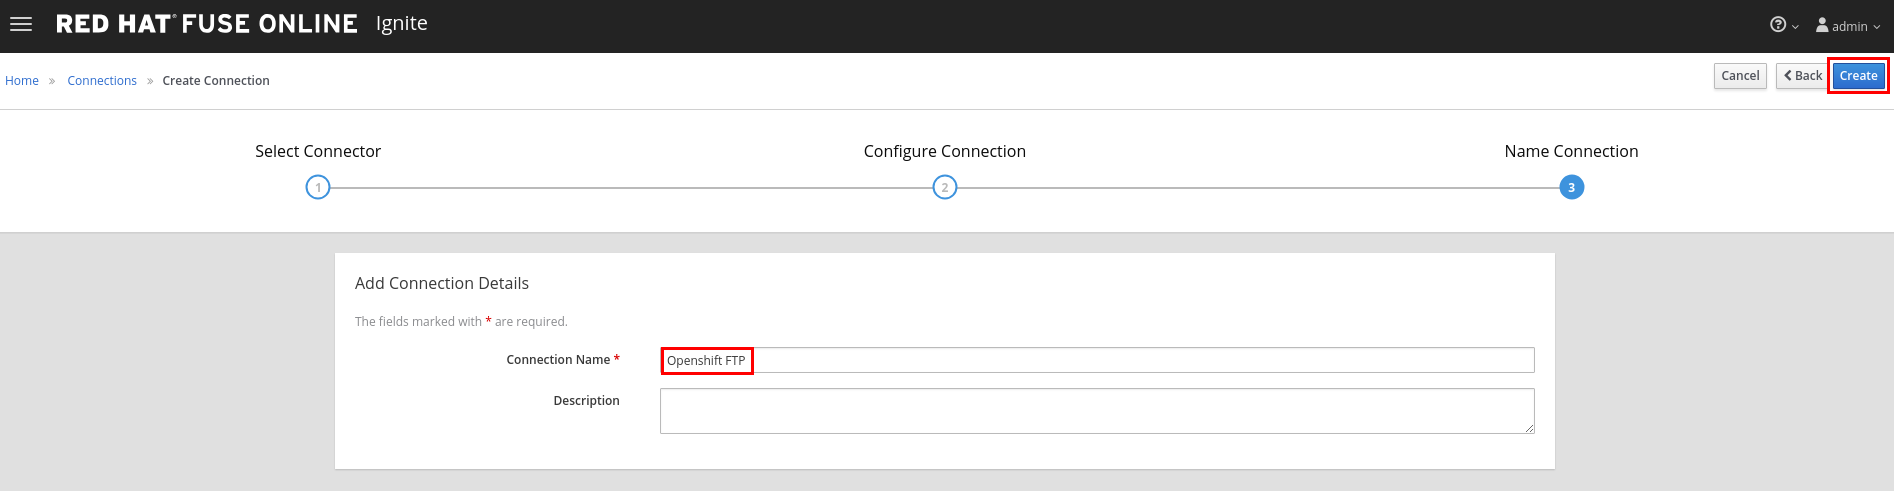 RED HAT® FUSE ONLINE Ignite
admin
Home » Connections » Create Connection
Cancel Back Create
Select Connector Configure Connection Name Connection
1 2 3
Add Connection Details
The fields marked with * are required.
Connection Name * Openshift FTP
Description